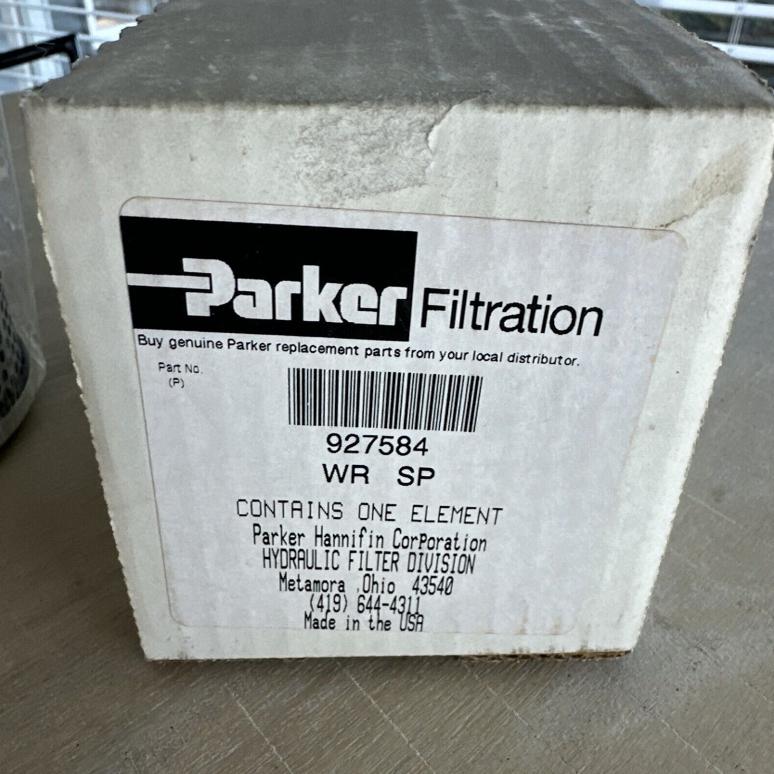 Parker Filtration
Buy genuine Parker replacement parts from your local distributor.
Part No.
(P)
927584
WR SP
CONTAINS ONE ELEMENT
Parker Hannifin CorPoration
HYDRAULIC FILTER DIVISION
Metamora ,Ohio 43540
(419) 644-4311
Made in the USA